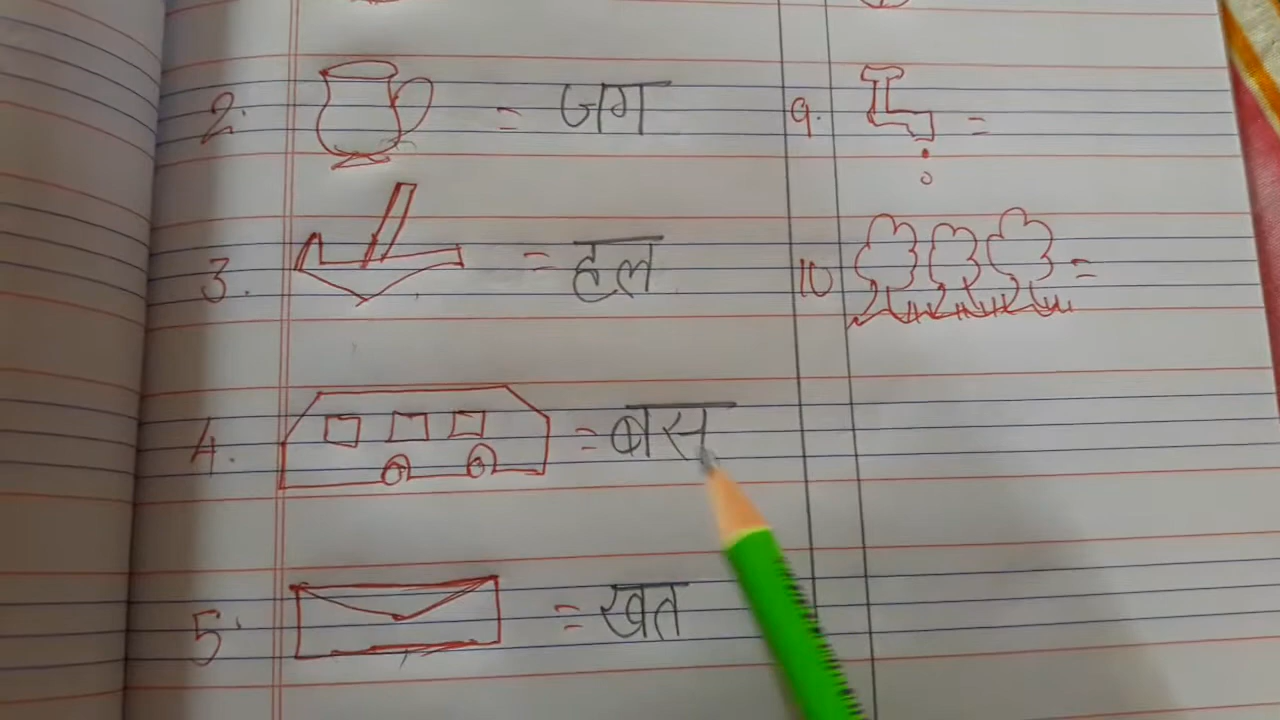 2. = जग
3. = हल
4. = बस
5. = खत
9. =
10 =